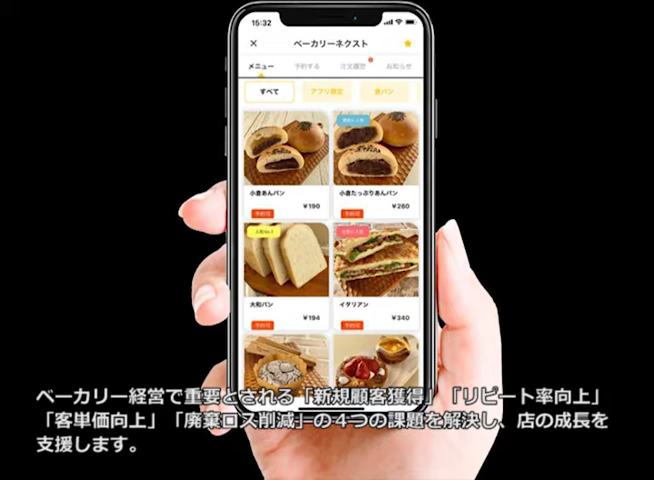 15:32
ベーカリーネクスト
メニュー 予約する 注文履歴 お知らせ
すべて アプリ限定 食パン
小倉あんパン 小倉たっぷりあんパン
¥190 ¥260
予約可 予約可
人気No.1
大和パン イタリアン
¥194 ¥340
予約可 予約可
ベーカリー経営で重要とされる「新規顧客獲得」「リピート率向上」
「客単価向上」「廃棄ロス削減」の4つの課題を解決し、店の成長を
支援します。